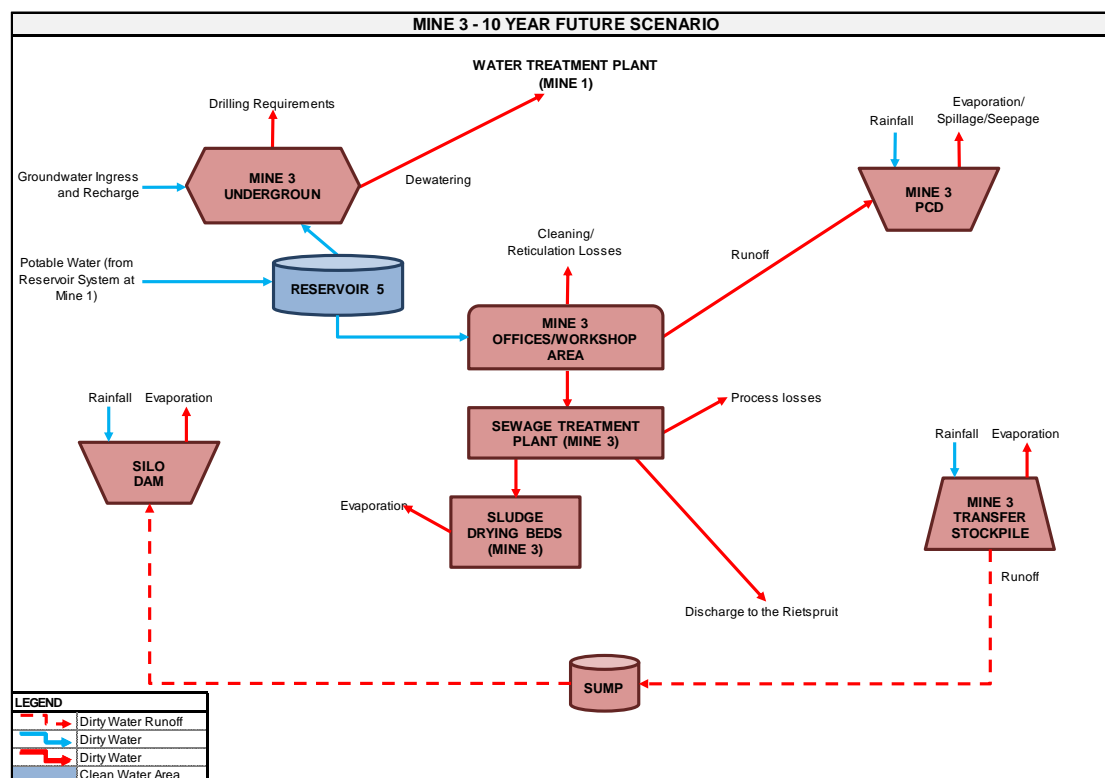 MINE 3 - 10 YEAR FUTURE SCENARIO
WATER TREATMENT PLANT
(MINE 1)
Drilling Requirements
Evaporation/
Spillage/Seepage
Rainfall
Groundwater Ingress
and Recharge
MINE 3
UNDERGROUN
Dewatering
MINE 3
PCD
Cleaning/
Reticulation Losses
Runoff
Potable Water (from
Reservoir System at
Mine 1)
RESERVOIR 5
MINE 3
OFFICES/WORKSHOP
AREA
Rainfall
Evaporation
Process losses
SEWAGE TREATMENT
PLANT (MINE 3)
Rainfall
Evaporation
SILO
DAM
Evaporation
SLUDGE
DRYING BEDS
(MINE 3)
MINE 3
TRANSFER
STOCKPILE
Runoff
Discharge to the Rietspruit
SUMP
LEGEND
Dirty Water Runoff
Dirty Water
Dirty Water
Clean Water Area